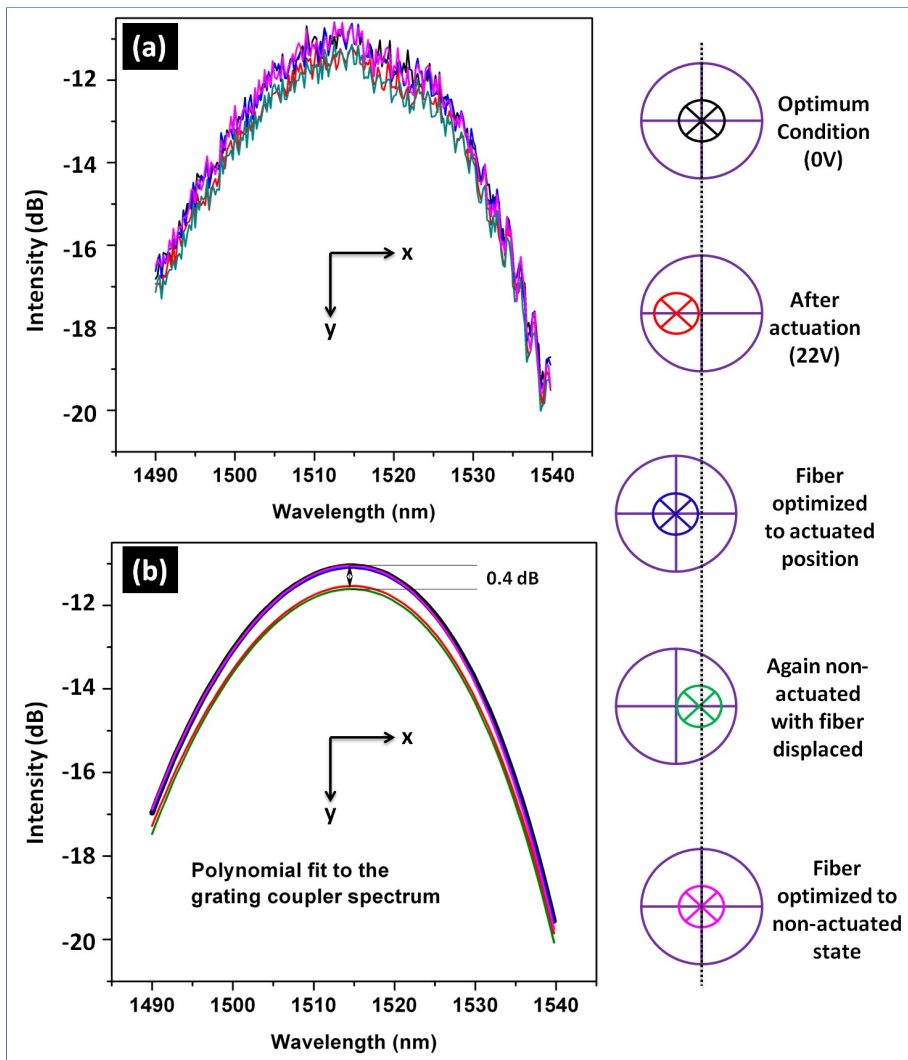 (a)
Intensity (dB)
-12
-14
-16
-18
-20
x
y
1490 1500 1510 1520 1530 1540
Wavelength (nm)
(b)
Intensity (dB)
-12
-14
-16
-18
-20
0.4 dB
x
y
Polynomial fit to the
grating coupler spectrum
1490 1500 1510 1520 1530 1540
Wavelength (nm)
Optimum
Condition
(0V)
After
actuation
(22V)
Fiber
optimized
to actuated
position
Again non-
actuated
with fiber
displaced
Fiber
optimized to
non-actuated
state